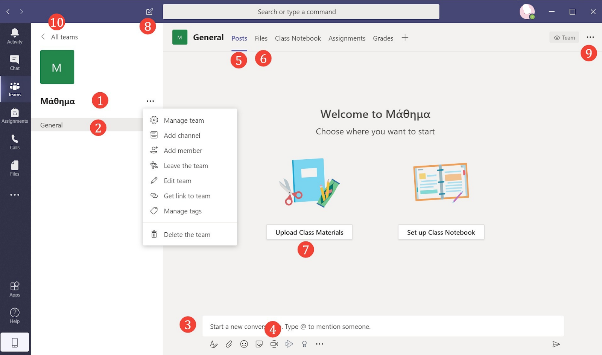 Search or type a command
10
8
All teams
M
Μάθημα
1
General
2
Activity
Chat
Teams
Assignments
Calls
Files
Apps
Help
Manage team
Add channel
Add member
Leave the team
Edit team
Get link to team
Manage tags
Delete the team
M General Posts Files Class Notebook Assignments Grades +
Team
5
6
9
Welcome to Μάθημα
Choose where you want to start
Upload Class Materials
Set up Class Notebook
7
3
Start a new conver Type @ to mention someone.
4